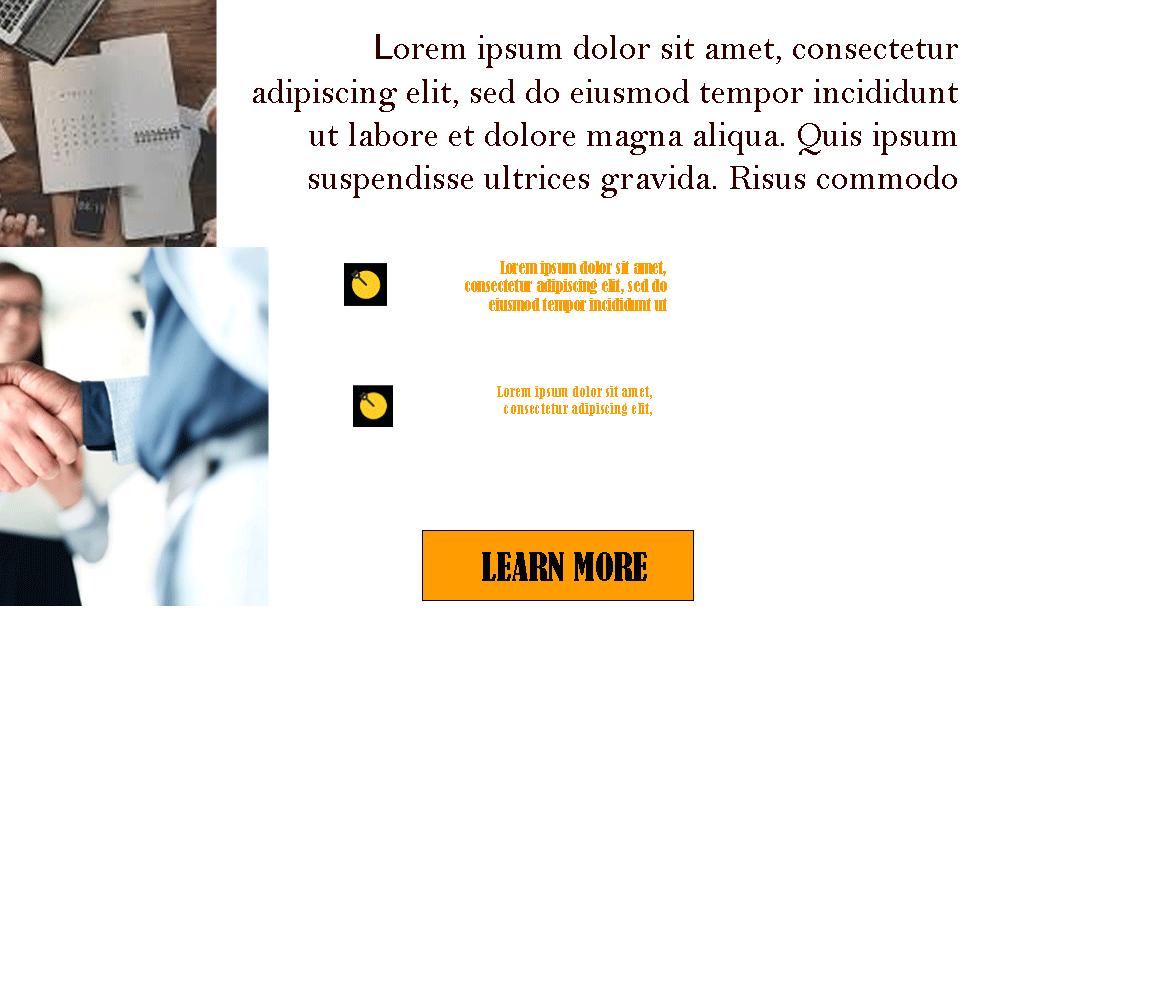 Lorem ipsum dolor sit amet, consectetur
adipiscing elit, sed do eiusmod tempor incididunt
ut labore et dolore magna aliqua. Quis ipsum
suspendisse ultrices gravida. Risus commodo
Lorem ipsum dolor sit amet,
consectetur adipiscing elit, sed do
eiusmod tempor incididunt ut
Lorem ipsum dolor sit amet,
consectetur adipiscing elit,
LEARN MORE